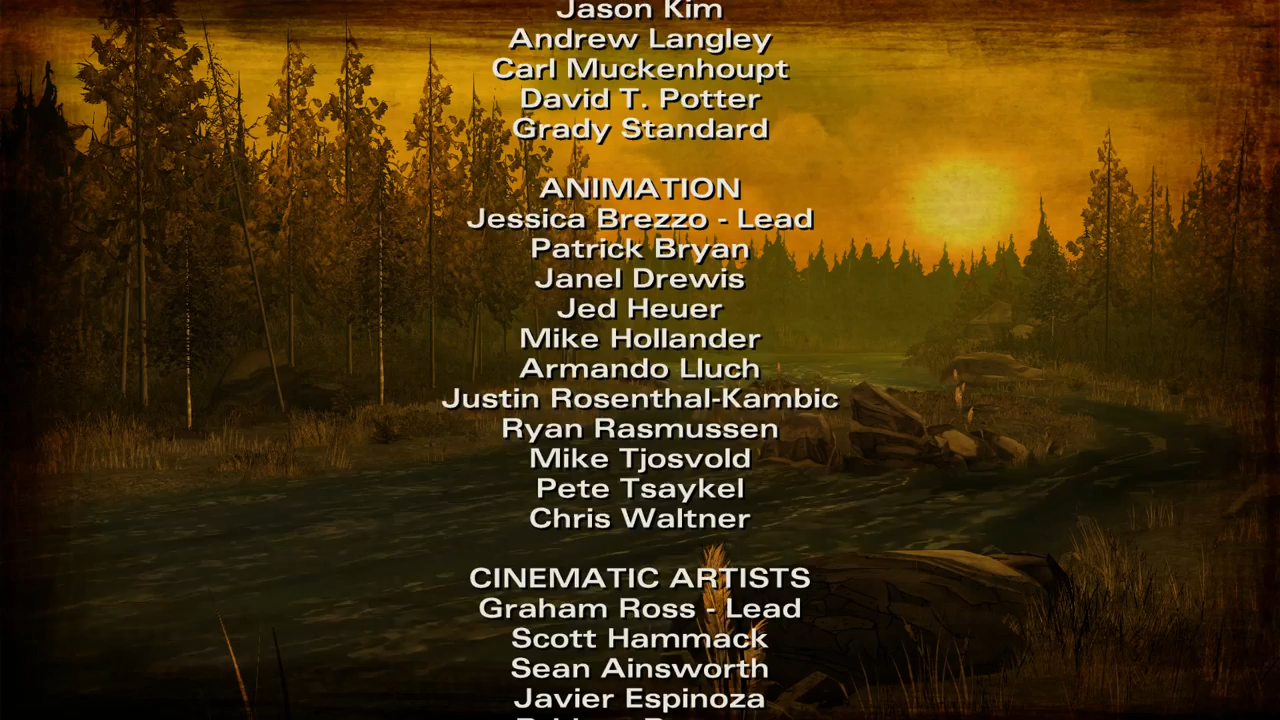 Jason Kim
Andrew Langley
Carl Muckenhoupt
David T. Potter
Grady Standard
ANIMATION
Jessica Brezzo - Lead
Patrick Bryan
Janel Drewis
Jed Heuer
Mike Hollander
Armando Lluch
Justin Rosenthal-Kambic
Ryan Rasmussen
Mike Tjosvold
Pete Tsaykel
Chris Waltner
CINEMATIC ARTISTS
Graham Ross - Lead
Scott Hammack
Sean Ainsworth
Javier Espinoza